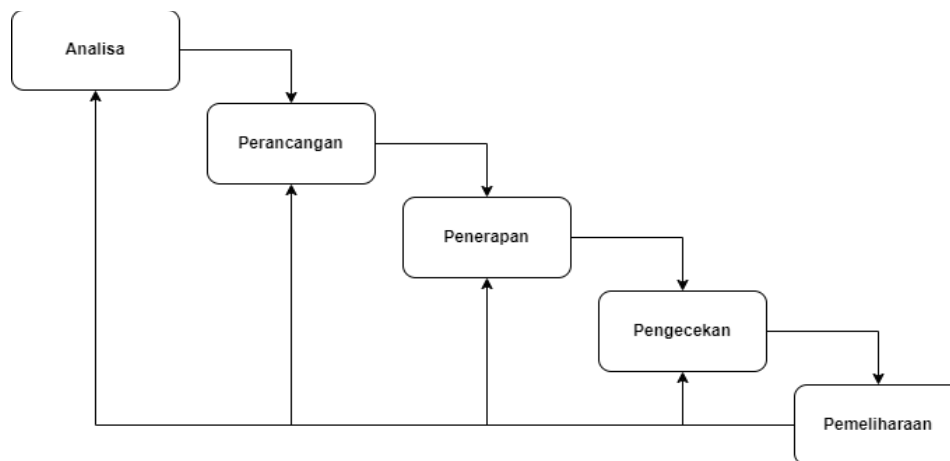 Analisa
Perancangan
Penerapan
Pengecekan
Pemeliharaan